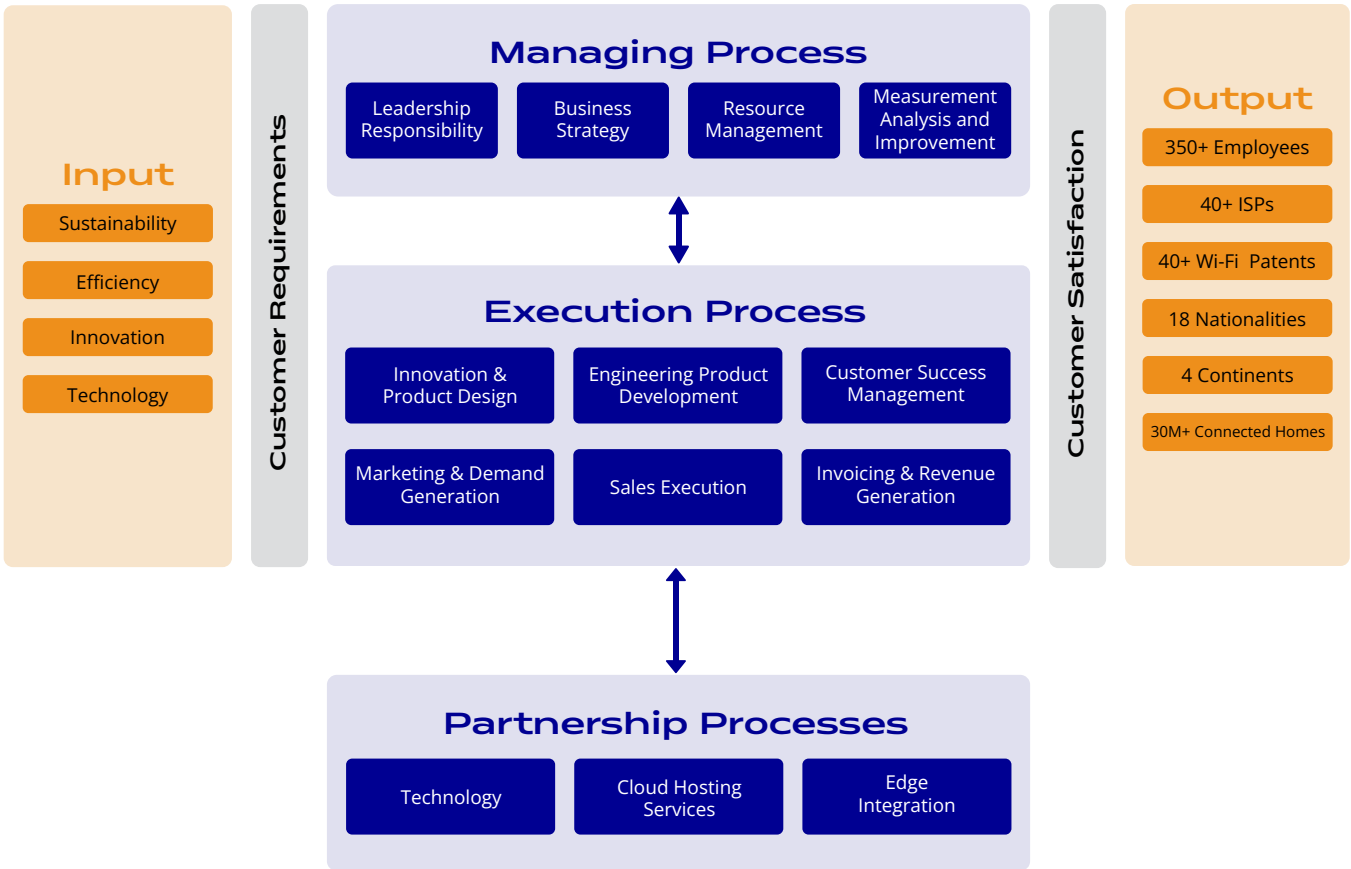 Input
Sustainability
Efficiency
Innovation
Technology
Customer Requirements
Managing Process
Leadership
Responsibility
Business
Strategy
Resource
Management
Measurement
Analysis and
Improvement
Execution Process
Innovation &
Product Design
Engineering Product
Development
Customer Success
Management
Marketing & Demand
Generation
Sales Execution
Invoicing & Revenue
Generation
Partnership Processes
Technology
Cloud Hosting
Services
Edge
Integration
Customer Satisfaction
Output
350+ Employees
40+ ISPs
40+ Wi-Fi Patents
18 Nationalities
4 Continents
30M+ Connected Homes